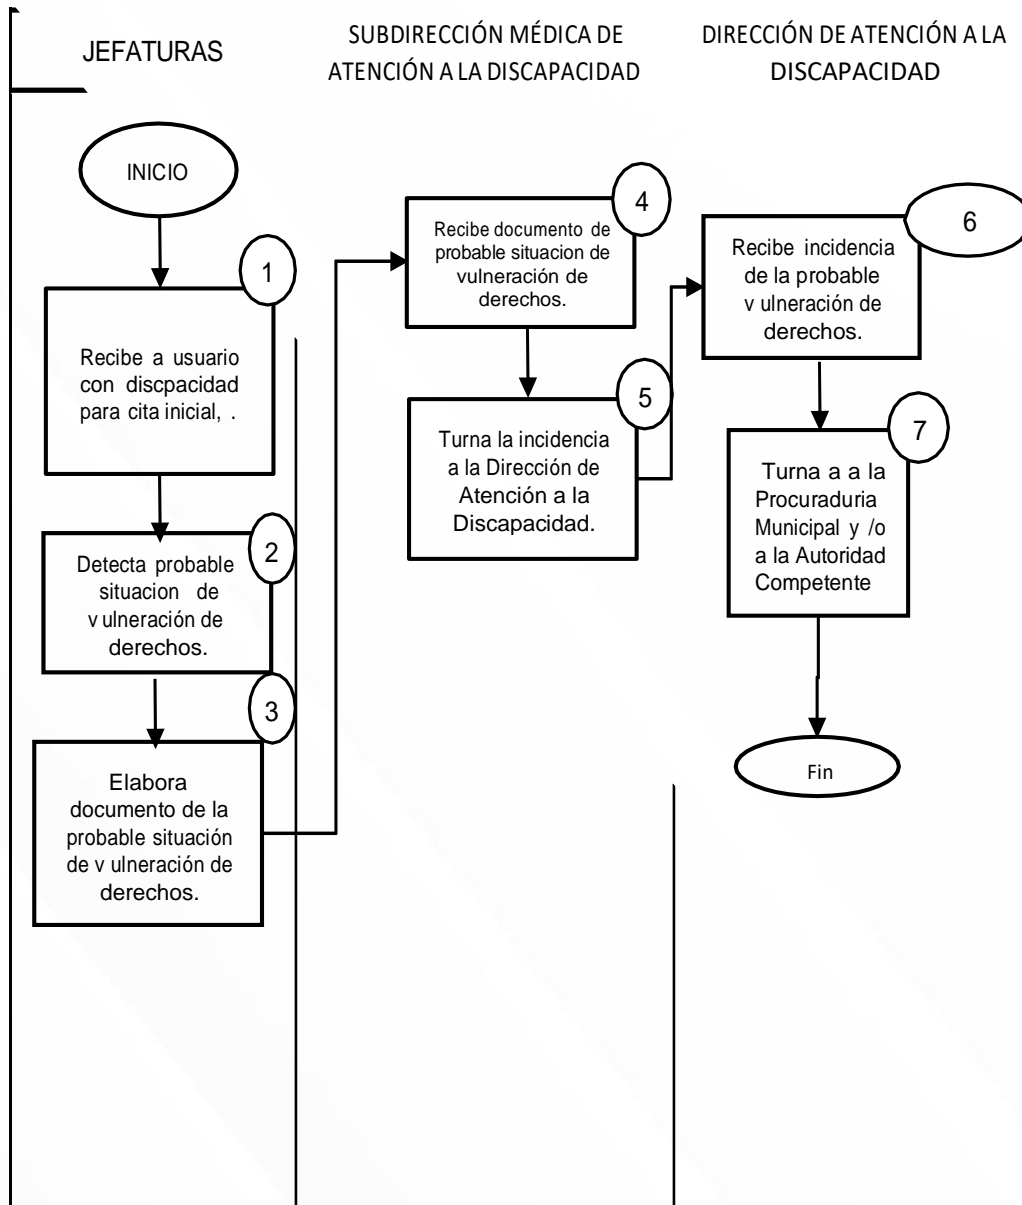 JEFATURAS
SUBDIRECCIÓN MÉDICA DE
ATENCIÓN A LA DISCAPACIDAD
DIRECCIÓN DE ATENCIÓN A LA
DISCAPACIDAD
INICIO
1
Recibe a usuario
con discpacidad
para cita inicial, .
2
Detecta probable
situacion de
v ulneración de
derechos.
3
Elabora
documento de la
probable situación
de v ulneración de
derechos.
4
Recibe documento de
probable situacion de
vulneración de
derechos.
5
Turna la incidencia
a la Dirección de
Atención a la
Discapacidad.
6
Recibe incidencia
de la probable
v ulneración de
derechos.
7
Turna a a la
Procuraduria
Municipal y /o
a la Autoridad
Competente
Fin